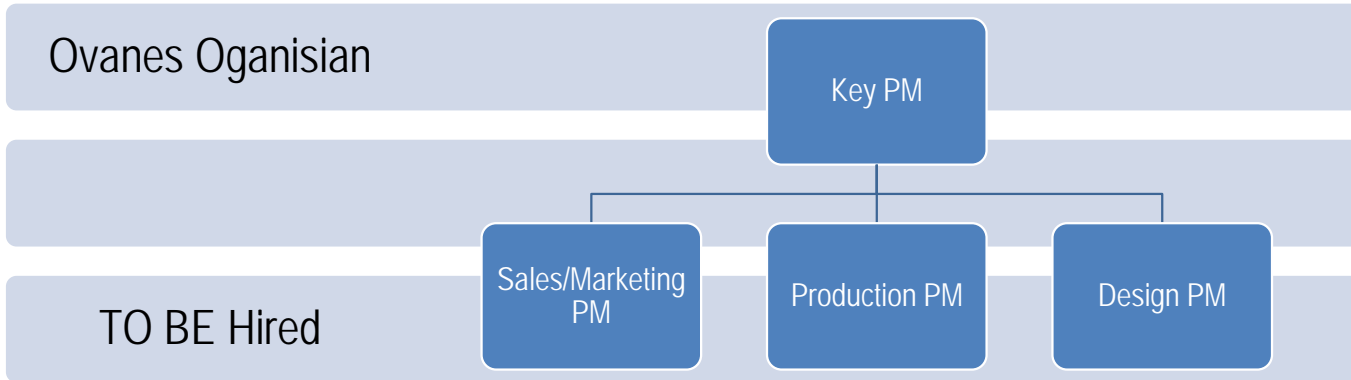 Ovanes Oganisian
Key PM
Sales/Marketing
PM
Production PM
Design PM
TO BE Hired